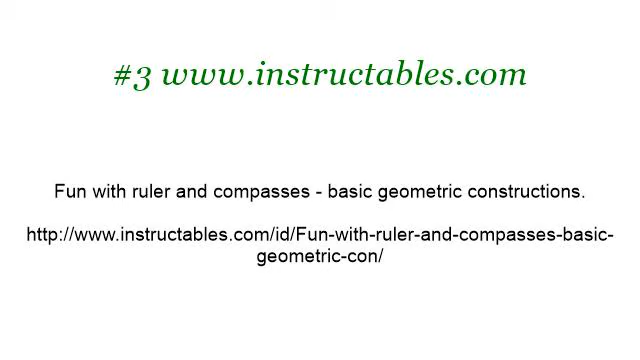 #3 www.instructables.com
Fun with ruler and compasses - basic geometric constructions.
http://www.instructables.com/id/Fun-with-ruler-and-compasses-basic-
geometric-con/